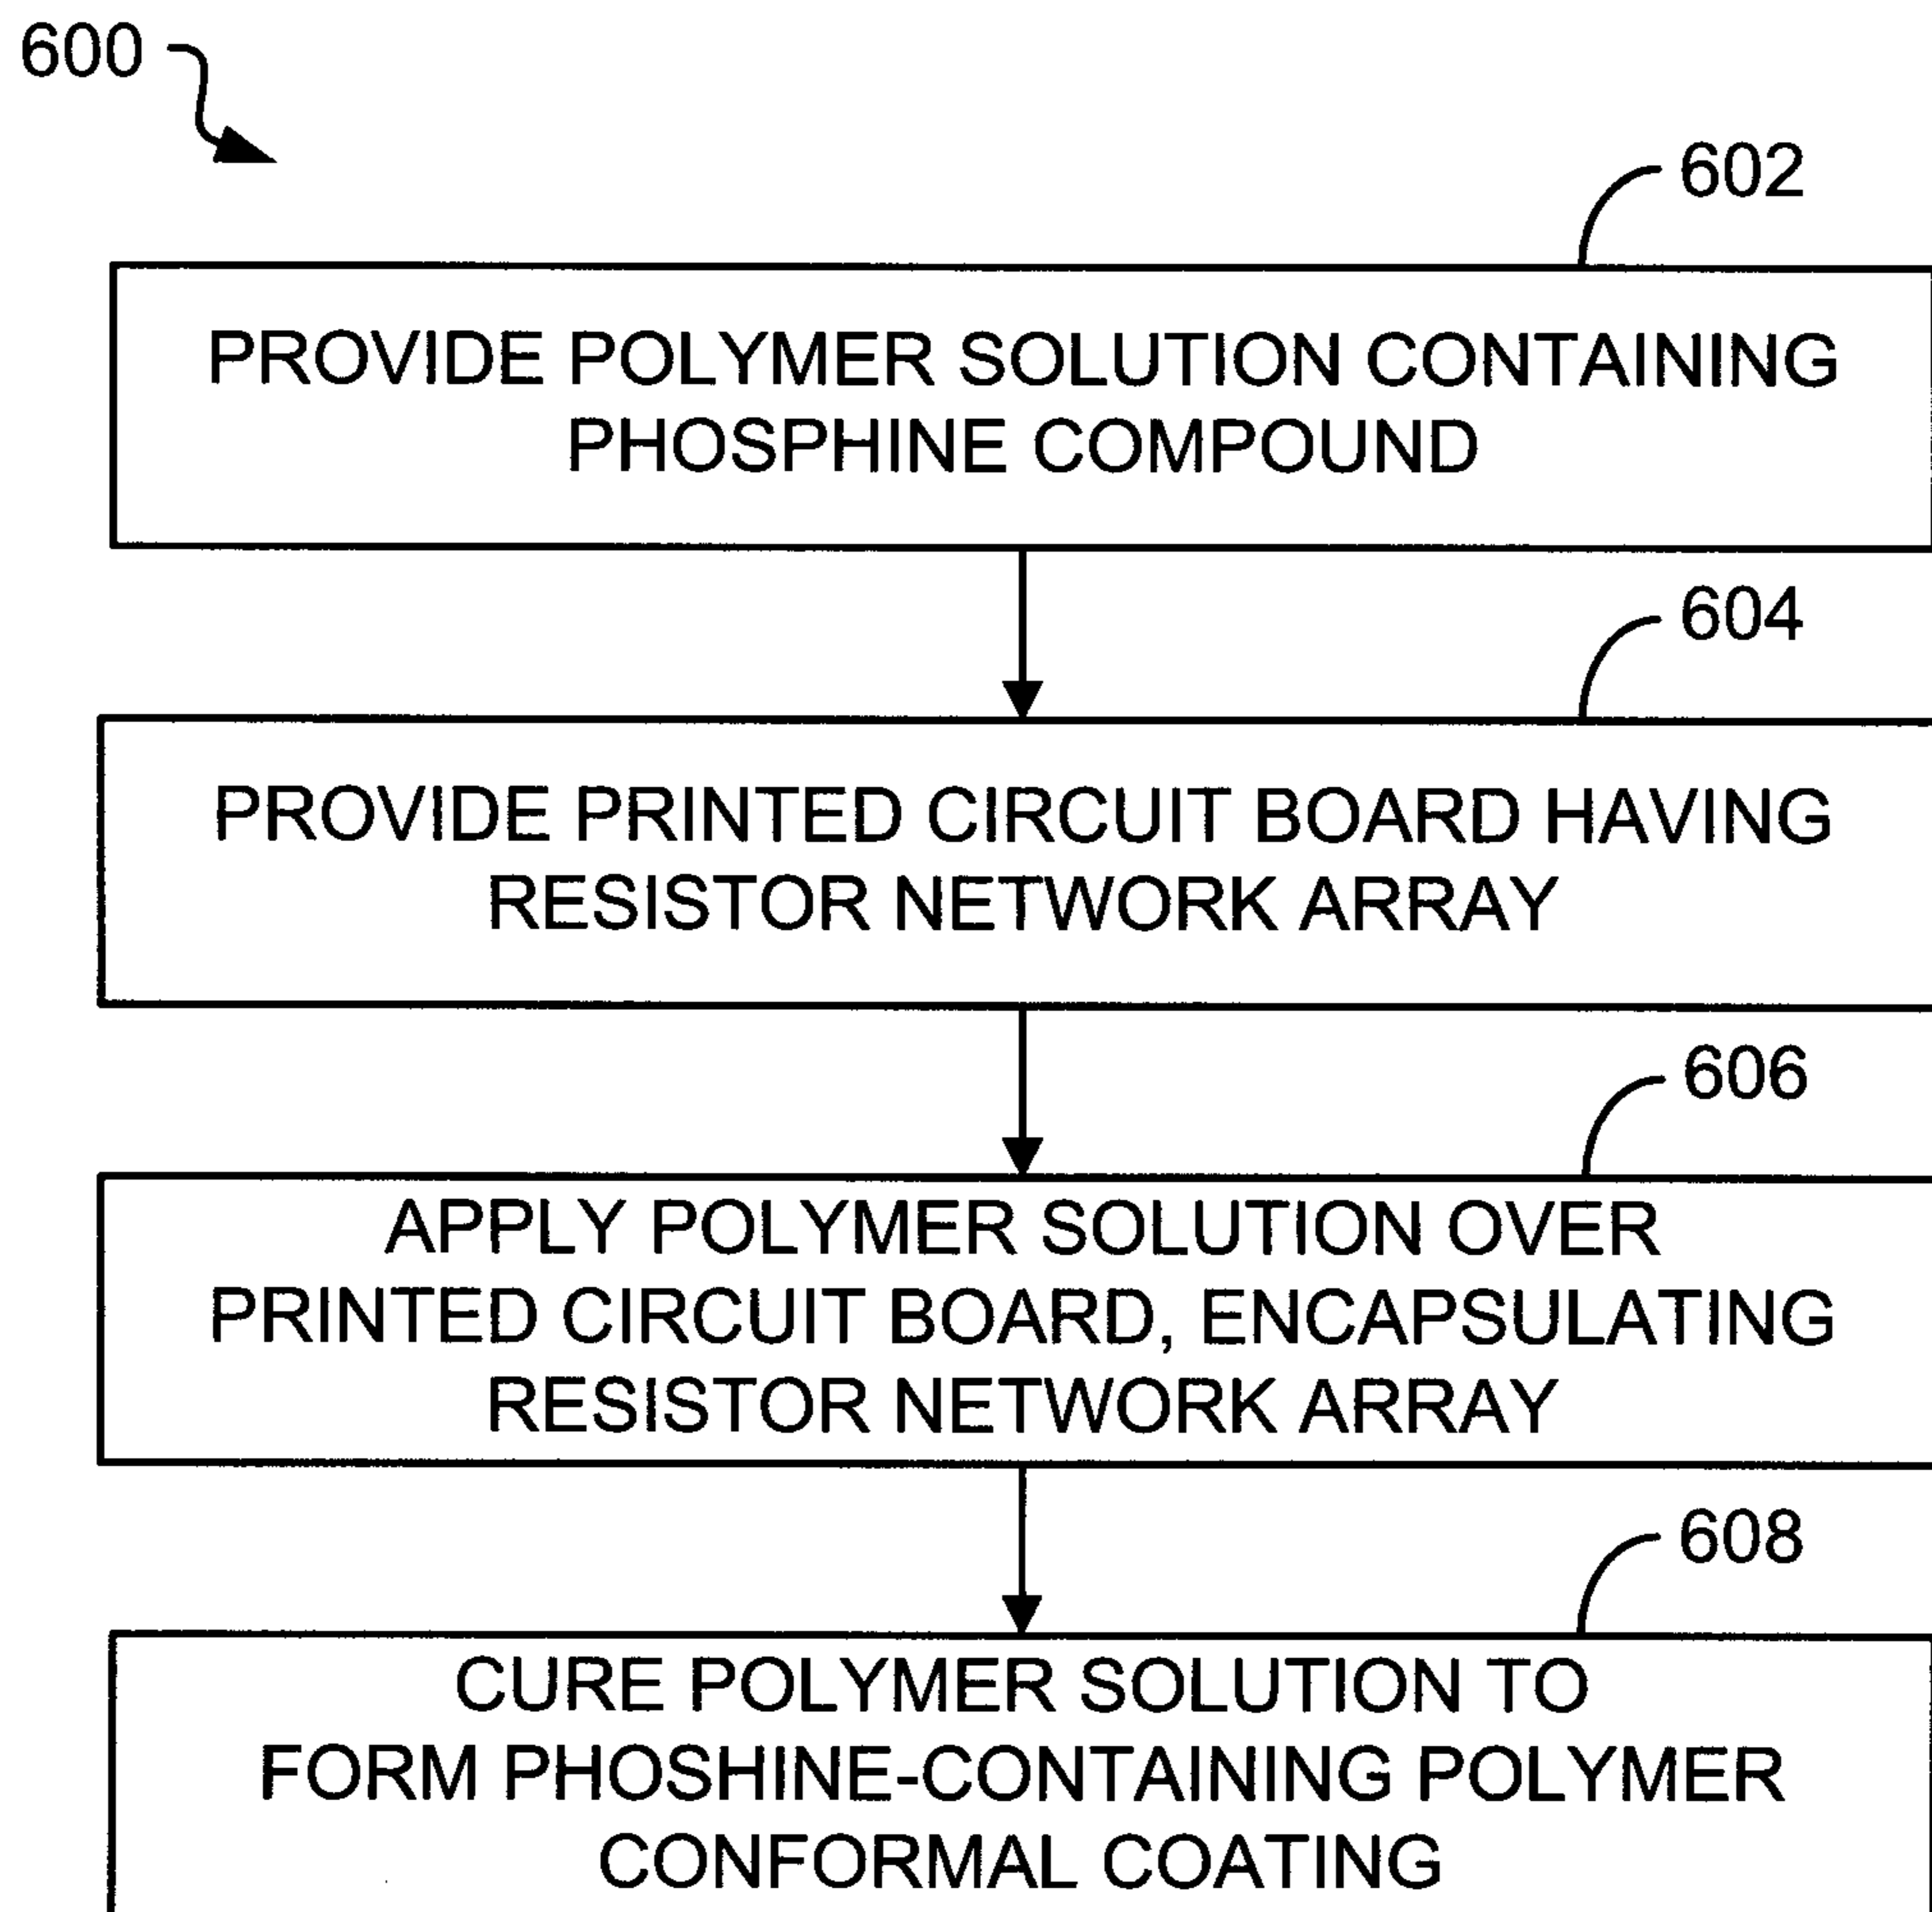 600
602
PROVIDE POLYMER SOLUTION CONTAINING
PHOSPHINE COMPOUND
604
PROVIDE PRINTED CIRCUIT BOARD HAVING
RESISTOR NETWORK ARRAY
606
APPLY POLYMER SOLUTION OVER
PRINTED CIRCUIT BOARD, ENCAPSULATING
RESISTOR NETWORK ARRAY
608
CURE POLYMER SOLUTION TO
FORM PHOSHINE-CONTAINING POLYMER
CONFORMAL COATING